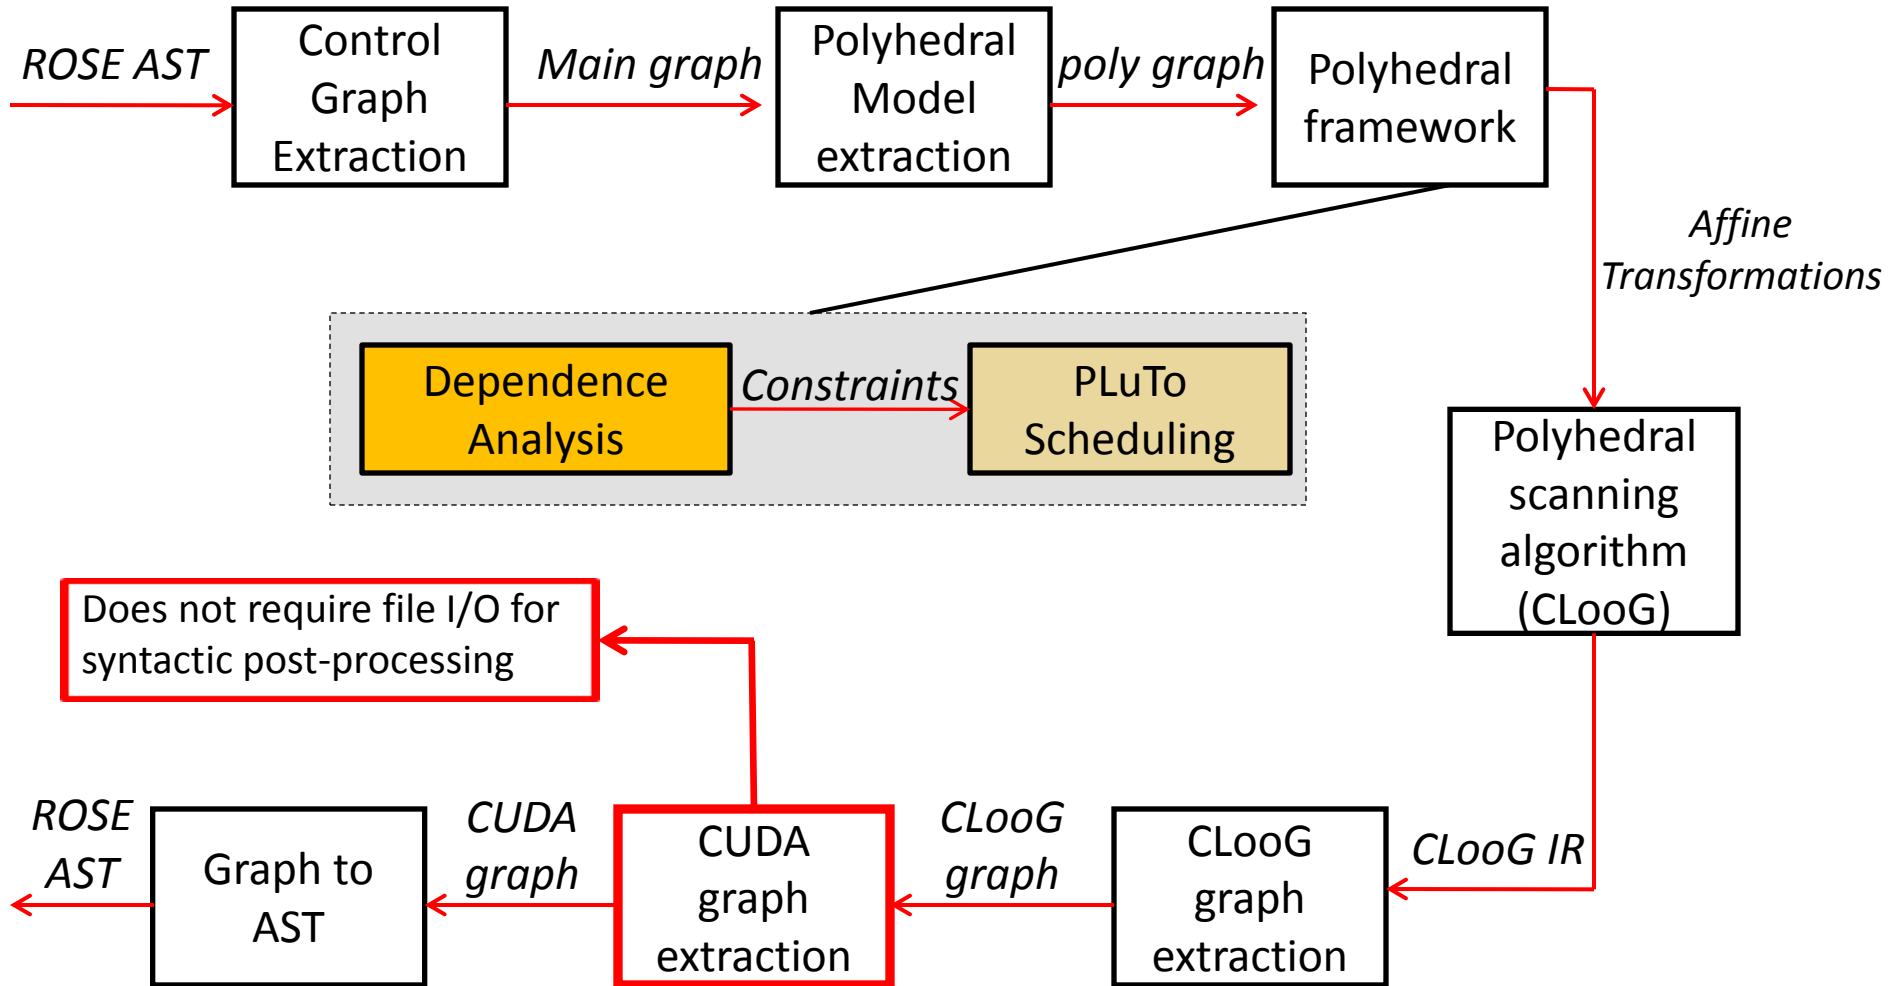 ROSE AST
Control
Graph
Extraction
Main graph
Polyhedral
Model
extraction
poly graph
Polyhedral
framework
Affine
Transformations
Dependence
Analysis
Constraints
PLuTo
Scheduling
Polyhedral
scanning
algorithm
(CLooG)
Does not require file I/O for
syntactic post-processing
ROSE
AST
Graph to
AST
CUDA
graph
CUDA
graph
extraction
CLooG
graph
CLooG
graph
extraction
CLooG IR